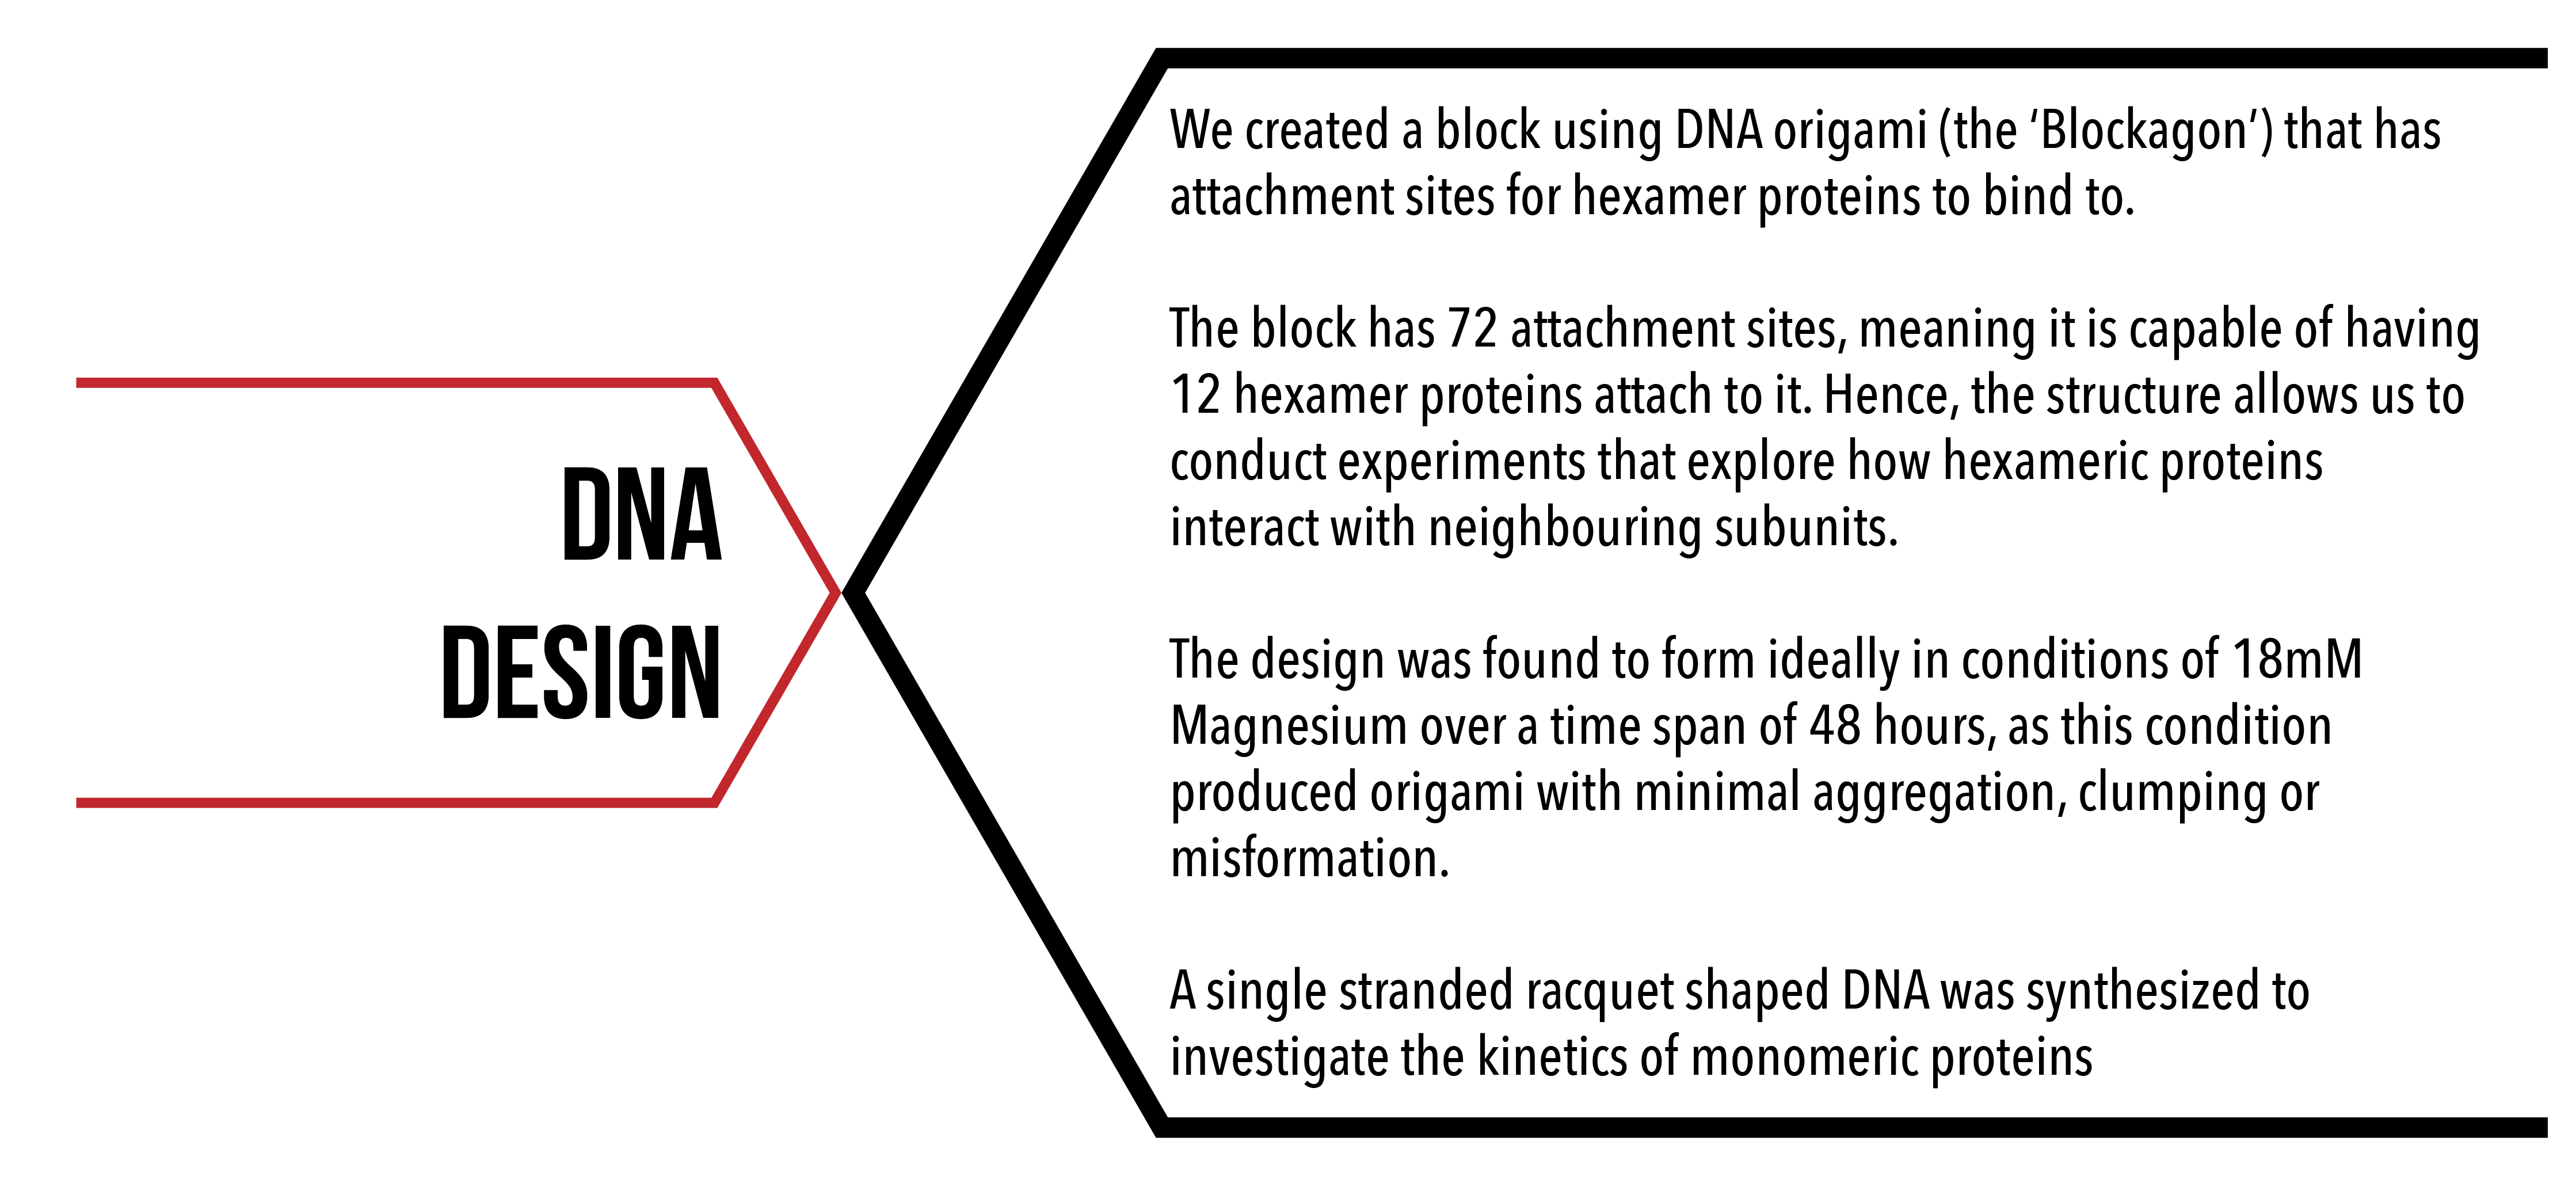 DNA
DESIGN
We created a block using DNA origami (the ‘Blockagon’) that has
attachment sites for hexamer proteins to bind to.
The block has 72 attachment sites, meaning it is capable of having
12 hexamer proteins attach to it. Hence, the structure allows us to
conduct experiments that explore how hexameric proteins
interact with neighbouring subunits.
The design was found to form ideally in conditions of 18mM
Magnesium over a time span of 48 hours, as this condition
produced origami with minimal aggregation, clumping or
misformation.
A single stranded racquet shaped DNA was synthesized to
investigate the kinetics of monomeric proteins